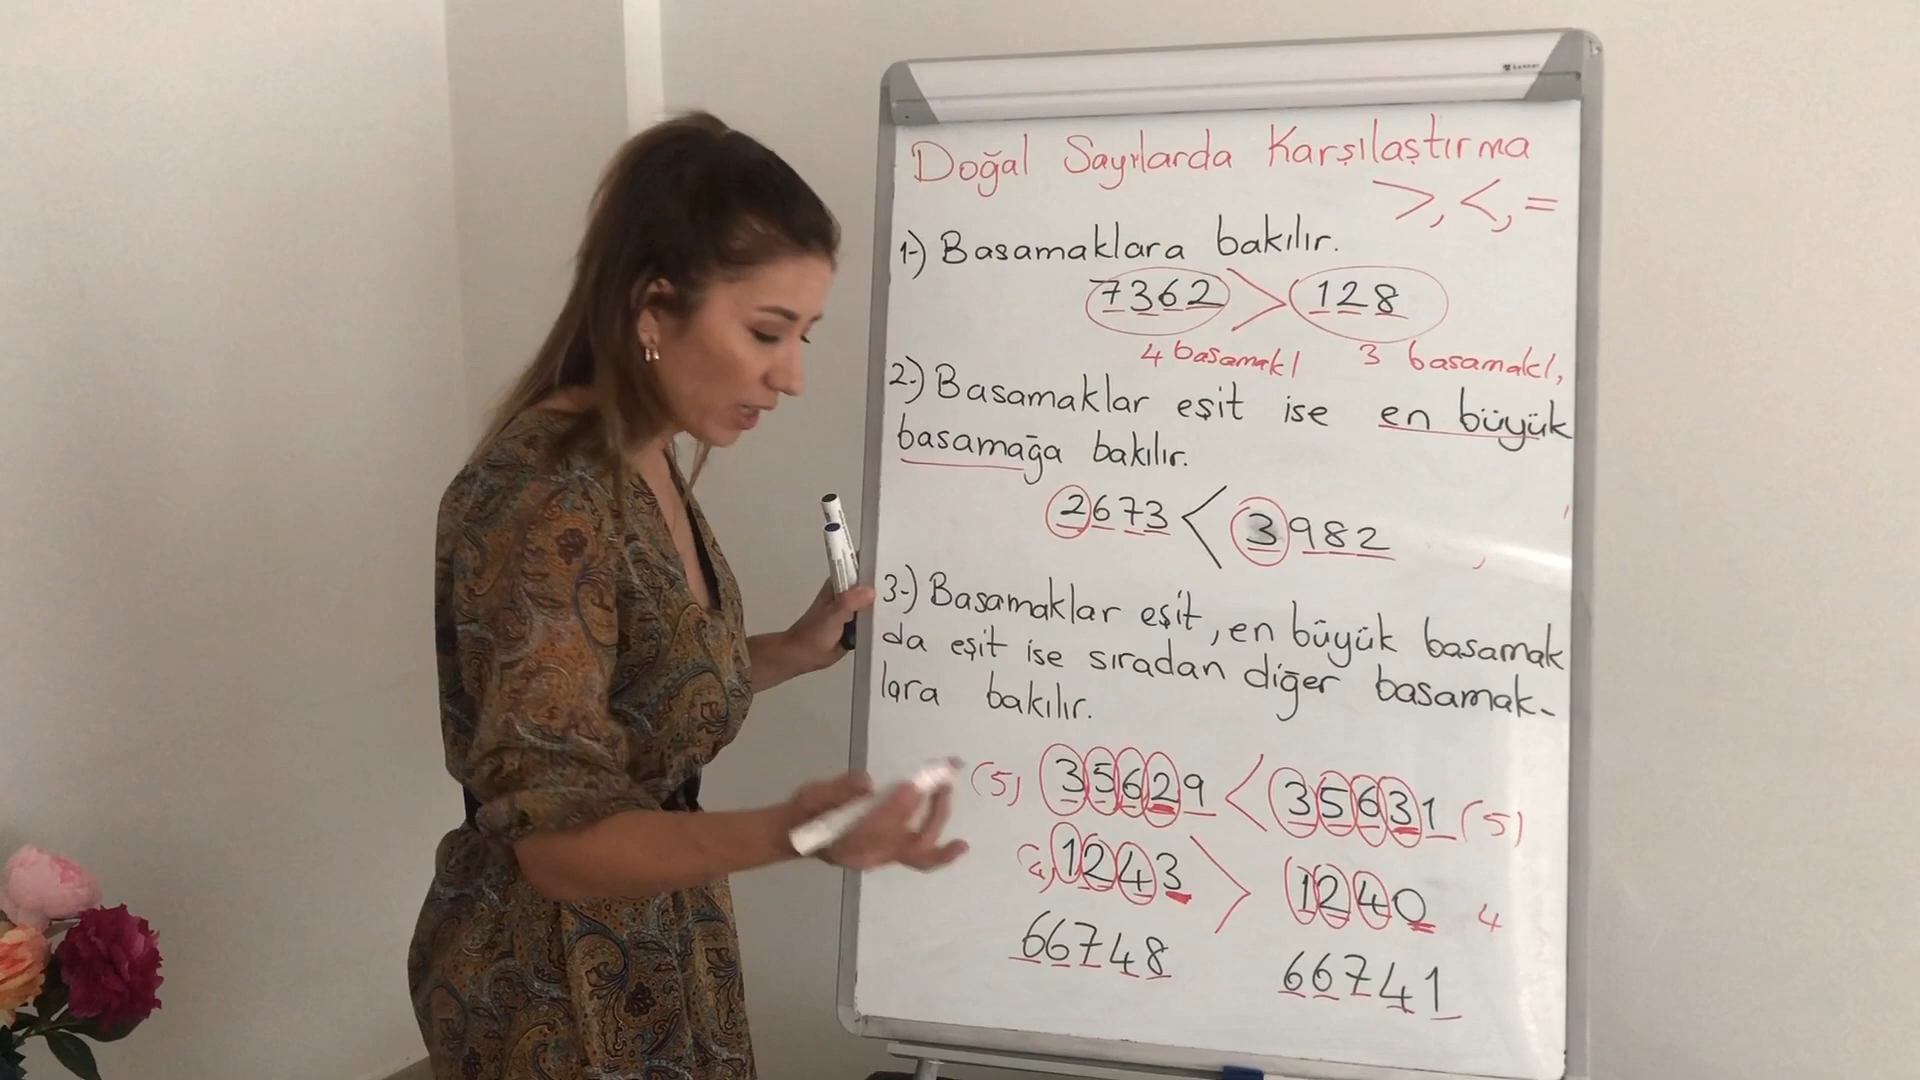 Doğal Sayılarda Karşılaştırma
>, <, =
1-) Basamaklara bakılır.
7362 > 128
4 basamakl 3 basamakl,
2-) Basamaklar eşit ise en büyük
basamağa bakılır.
2673 < 3982
3-) Basamaklar eşit, en büyük basamak
da eşit ise sıradan diğer basamak-
lara bakılır.
(5) 35629 < 35631 (5)
(4) 1243 > 1240 4
66748 66741